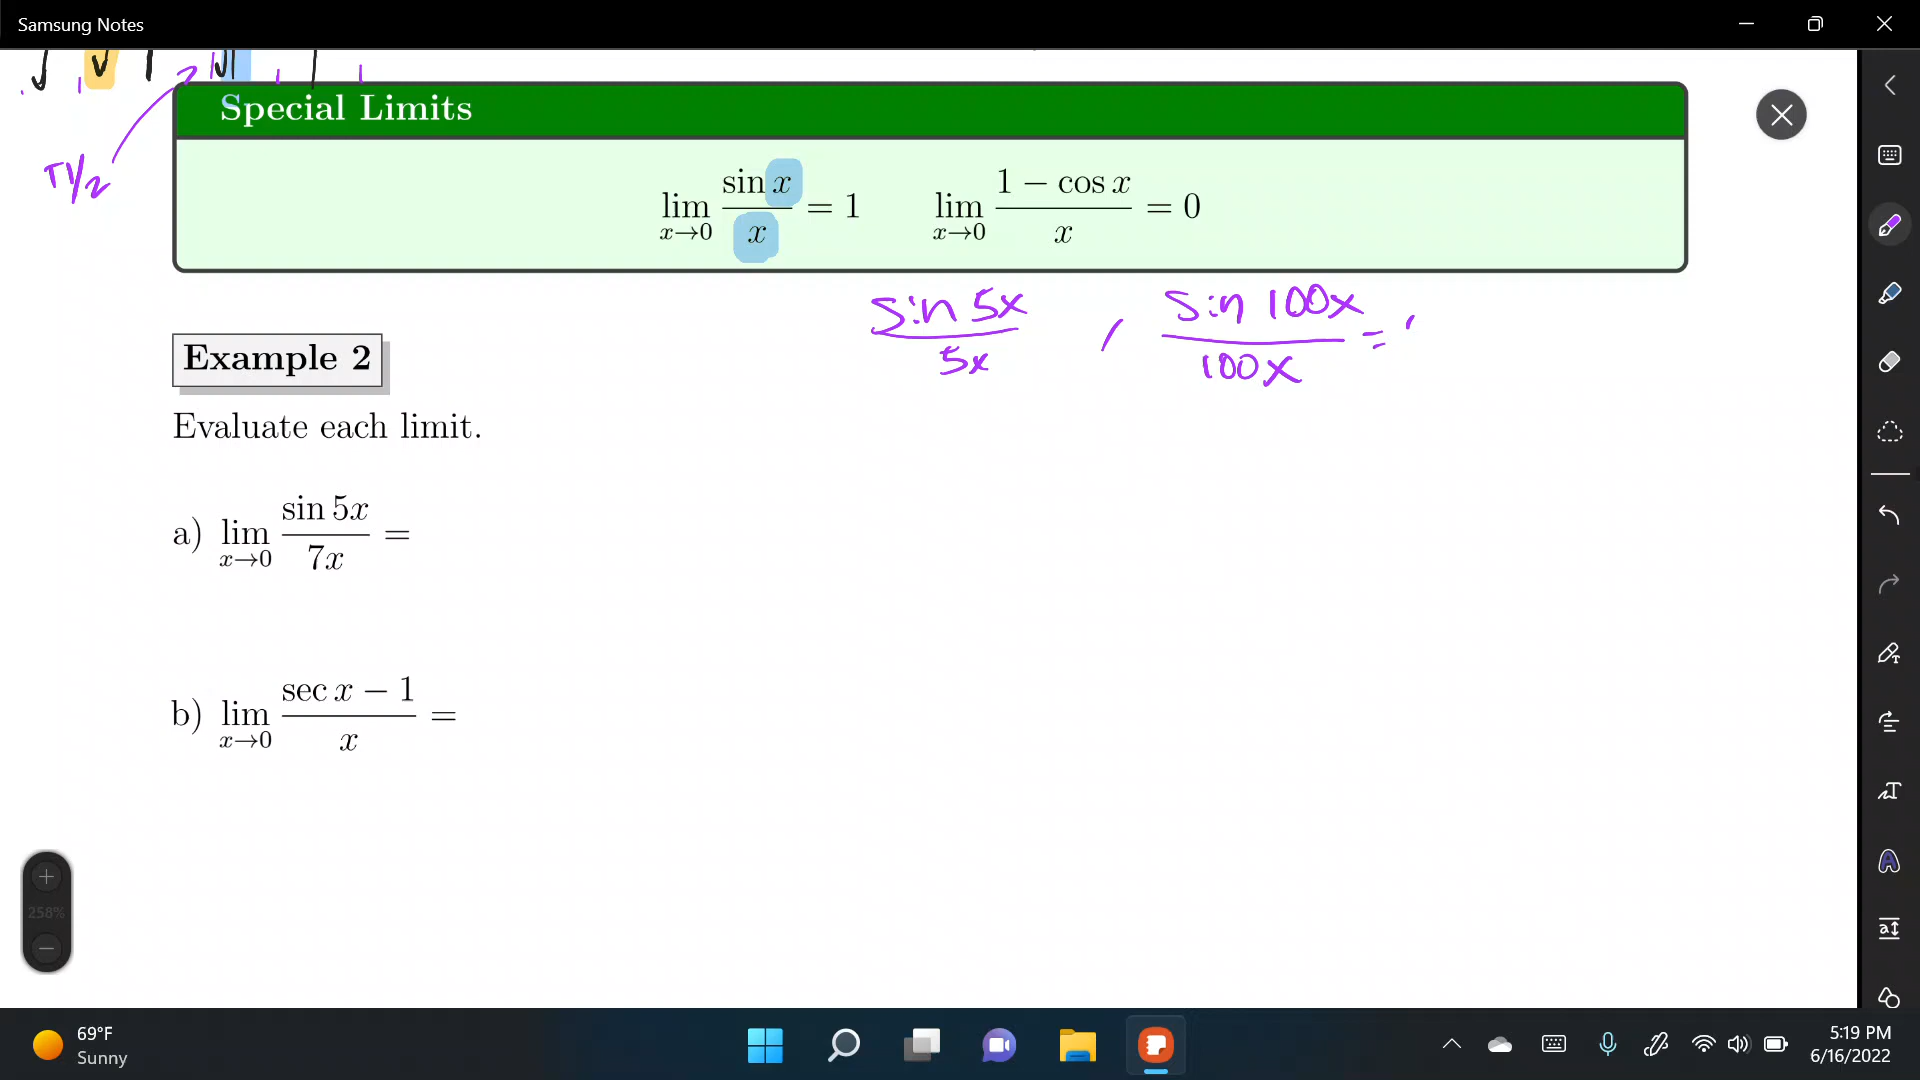 Samsung Notes
π/2
Special Limits
lim x→0 sin x / x = 1    lim x→0 1 − cos x / x = 0
sin 5x / 5x , sin 100x / 100x =
Example 2
Evaluate each limit.
a) lim x→0 sin 5x / 7x =
b) lim x→0 sec x − 1 / x =
258%
69°F
Sunny
5:19 PM
6/16/2022